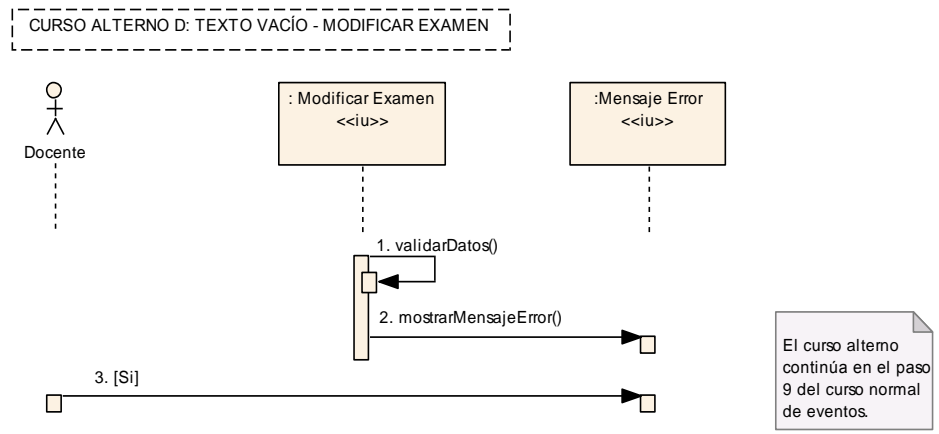 CURSO ALTERNO D: TEXTO VACÍO - MODIFICAR EXAMEN
Docente
: Modificar Examen
<<iu>>
:Mensaje Error
<<iu>>
1. validarDatos()
2. mostrarMensajeError()
3. [Si]
El curso alterno
continúa en el paso
9 del curso normal
de eventos.